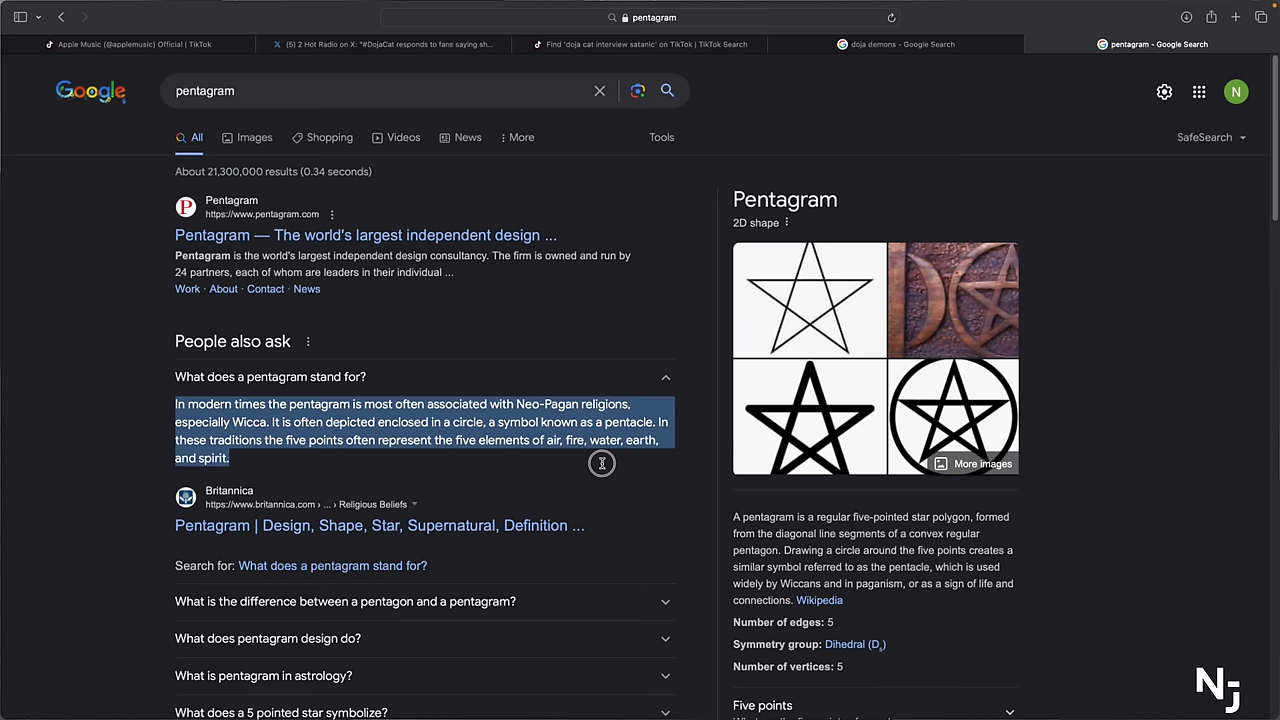 pentagram
Apple Music (@applemusic) Official | TikTok
(5) 2 Hot Radio on X: "#DojaCat responds to fans saying sh...
Find 'doja cat interview satanic' on TikTok | TikTok Search
doja demons - Google Search
pentagram - Google Search
Google
pentagram
N
All
Images
Shopping
Videos
News
More
Tools
SafeSearch
About 21,300,000 results (0.34 seconds)
P
Pentagram
https://www.pentagram.com
Pentagram — The world's largest independent design ...
Pentagram is the world's largest independent design consultancy. The firm is owned and run by
24 partners, each of whom are leaders in their individual ...
Work · About · Contact · News
People also ask
What does a pentagram stand for?
In modern times the pentagram is most often associated with Neo-Pagan religions,
especially Wicca. It is often depicted enclosed in a circle, a symbol known as a pentacle. In
these traditions the five points often represent the five elements of air, fire, water, earth,
and spirit.
Britannica
https://www.britannica.com › ... › Religious Beliefs
Pentagram | Design, Shape, Star, Supernatural, Definition ...
Search for: What does a pentagram stand for?
What is the difference between a pentagon and a pentagram?
What does pentagram design do?
What is pentagram in astrology?
What does a 5 pointed star symbolize?
Pentagram
2D shape
More images
A pentagram is a regular five-pointed star polygon, formed
from the diagonal line segments of a convex regular
pentagon. Drawing a circle around the five points creates a
similar symbol referred to as the pentacle, which is used
widely by Wiccans and in paganism, or as a sign of life and
connections. Wikipedia
Number of edges: 5
Symmetry group: Dihedral (D₅)
Number of vertices: 5
Five points
NJ